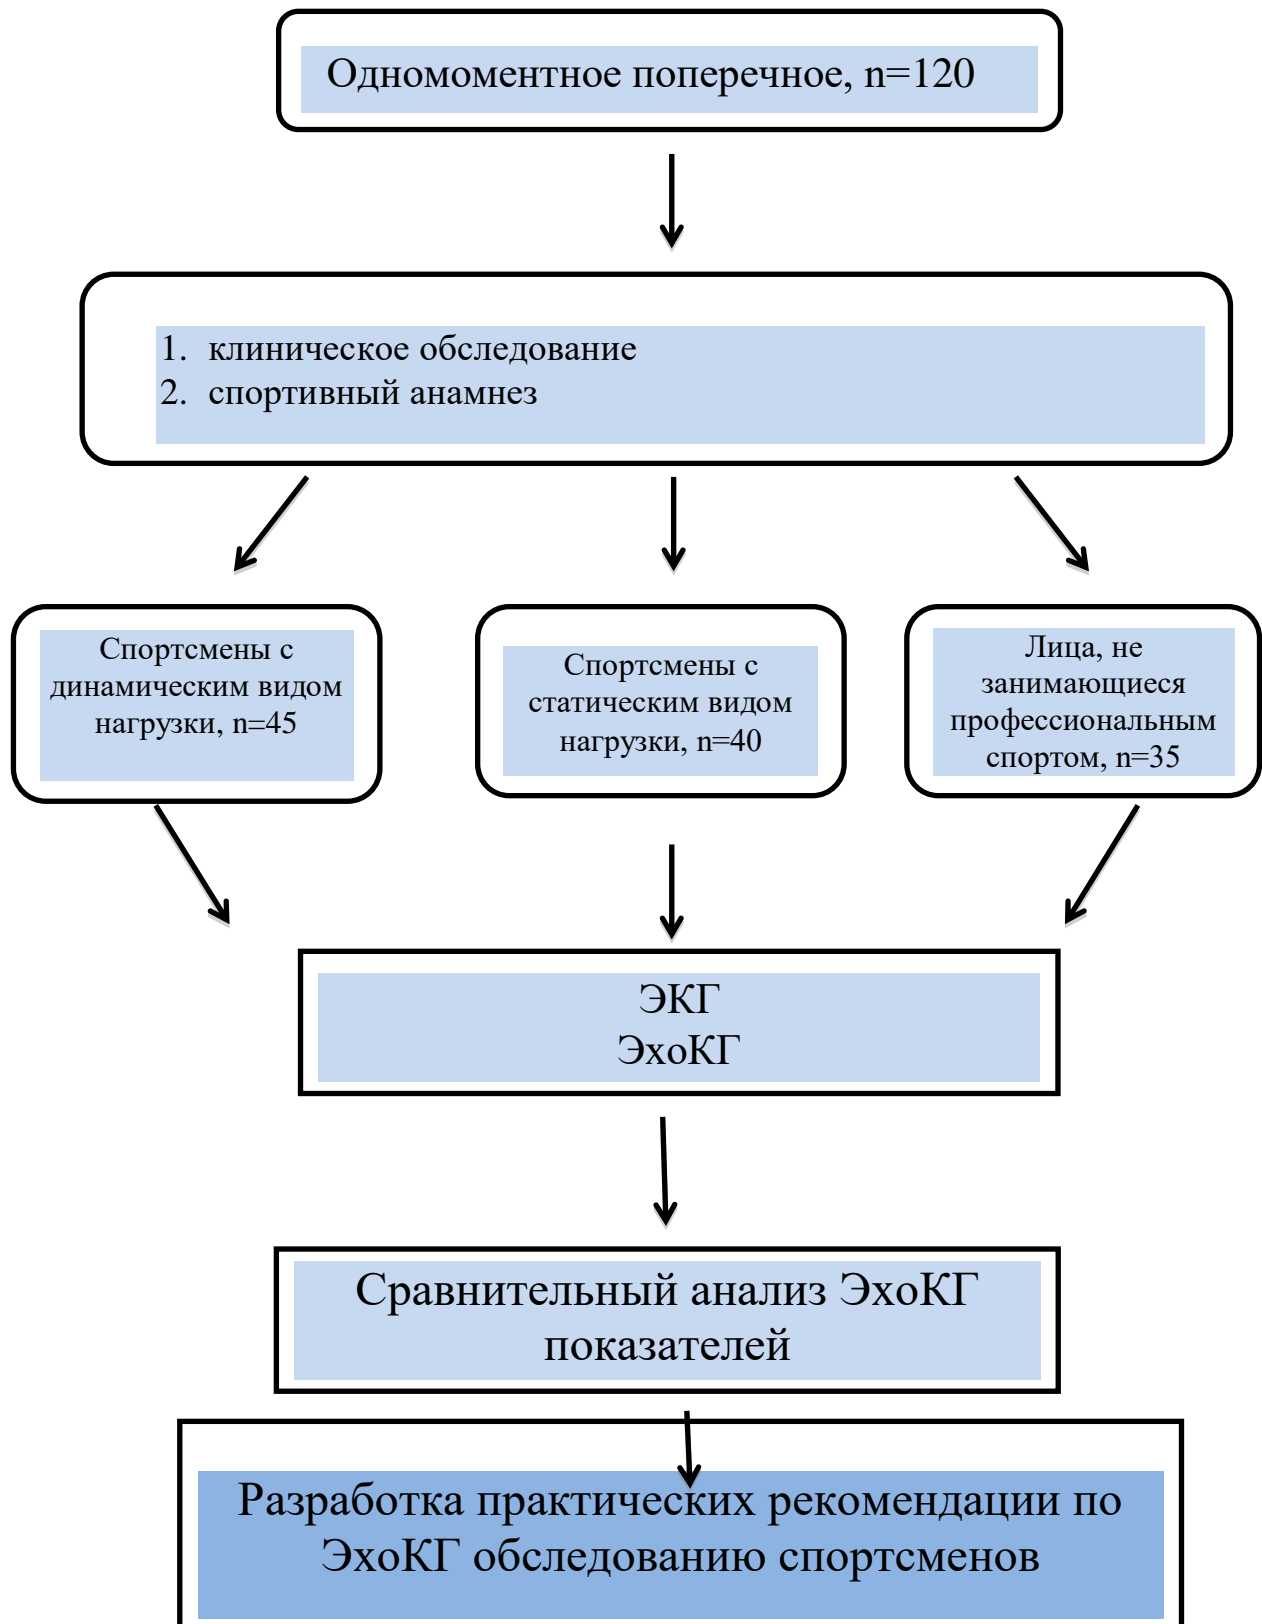 Одномоментное поперечное, n=120
1. клиническое обследование
2. спортивный анамнез
Спортсмены с
динамическим видом
нагрузки, n=45
Спортсмены с
статическим видом
нагрузки, n=40
Лица, не
занимающиеся
профессиональным
спортом, n=35
ЭКГ
ЭхоКГ
Сравнительный анализ ЭхоКГ
показателей
Разработка практических рекомендации по
ЭхоКГ обследованию спортсменов